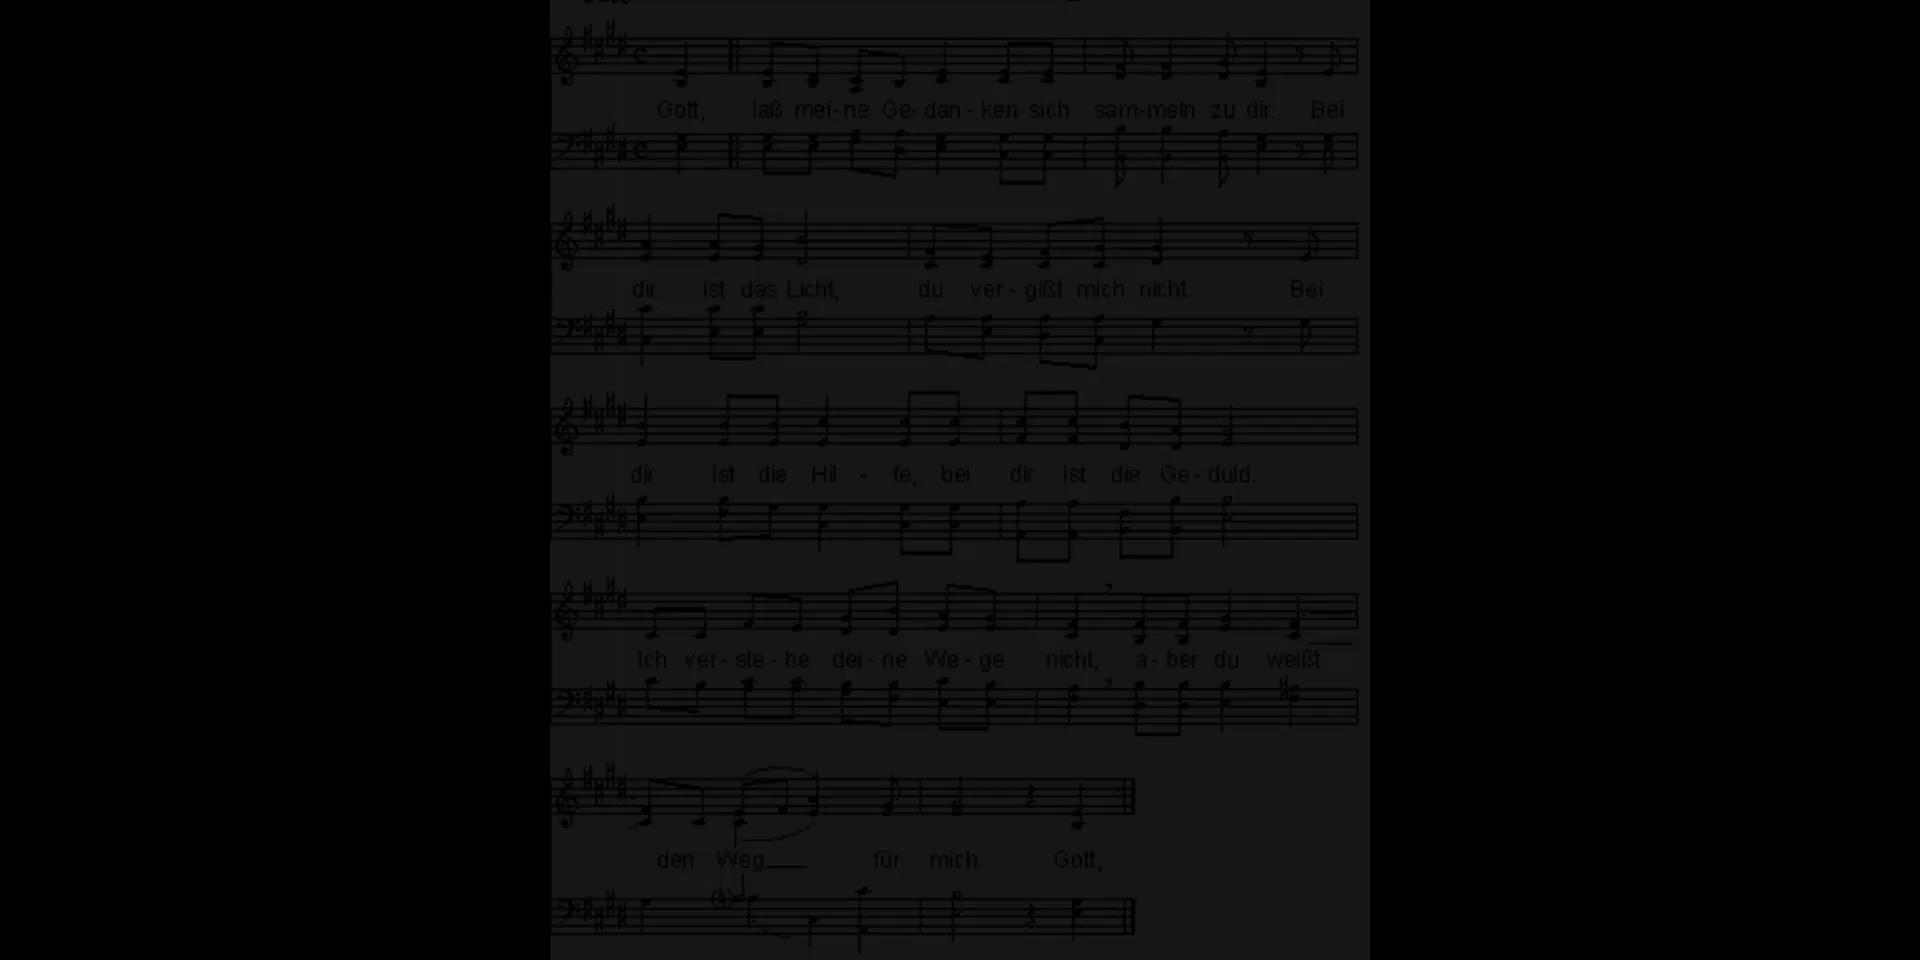 Gott, laß mei-ne Ge-dan-ken sich sam-meln zu dir. Bei
dir ist das Licht, du ver-gißt mich nicht. Bei
dir ist die Hil - fe, bei dir ist die Ge-duld.
Ich ver-ste-he dei-ne We-ge nicht, a-ber du weißt
den Weg für mich. Gott,